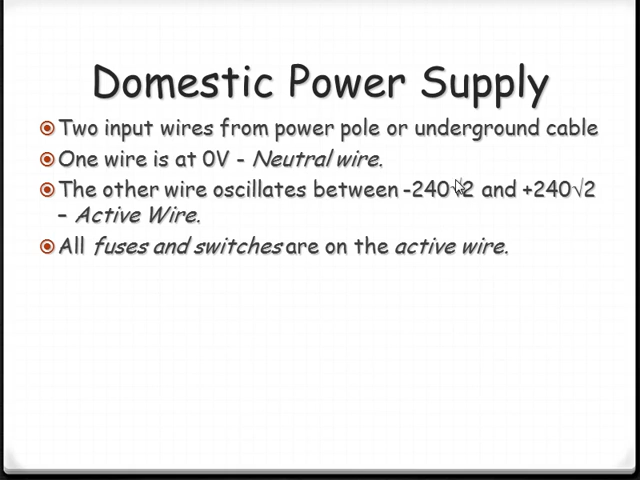 Domestic Power Supply
Two input wires from power pole or underground cable
One wire is at 0V - Neutral wire.
The other wire oscillates between -240√2 and +240√2
– Active Wire.
All fuses and switches are on the active wire.